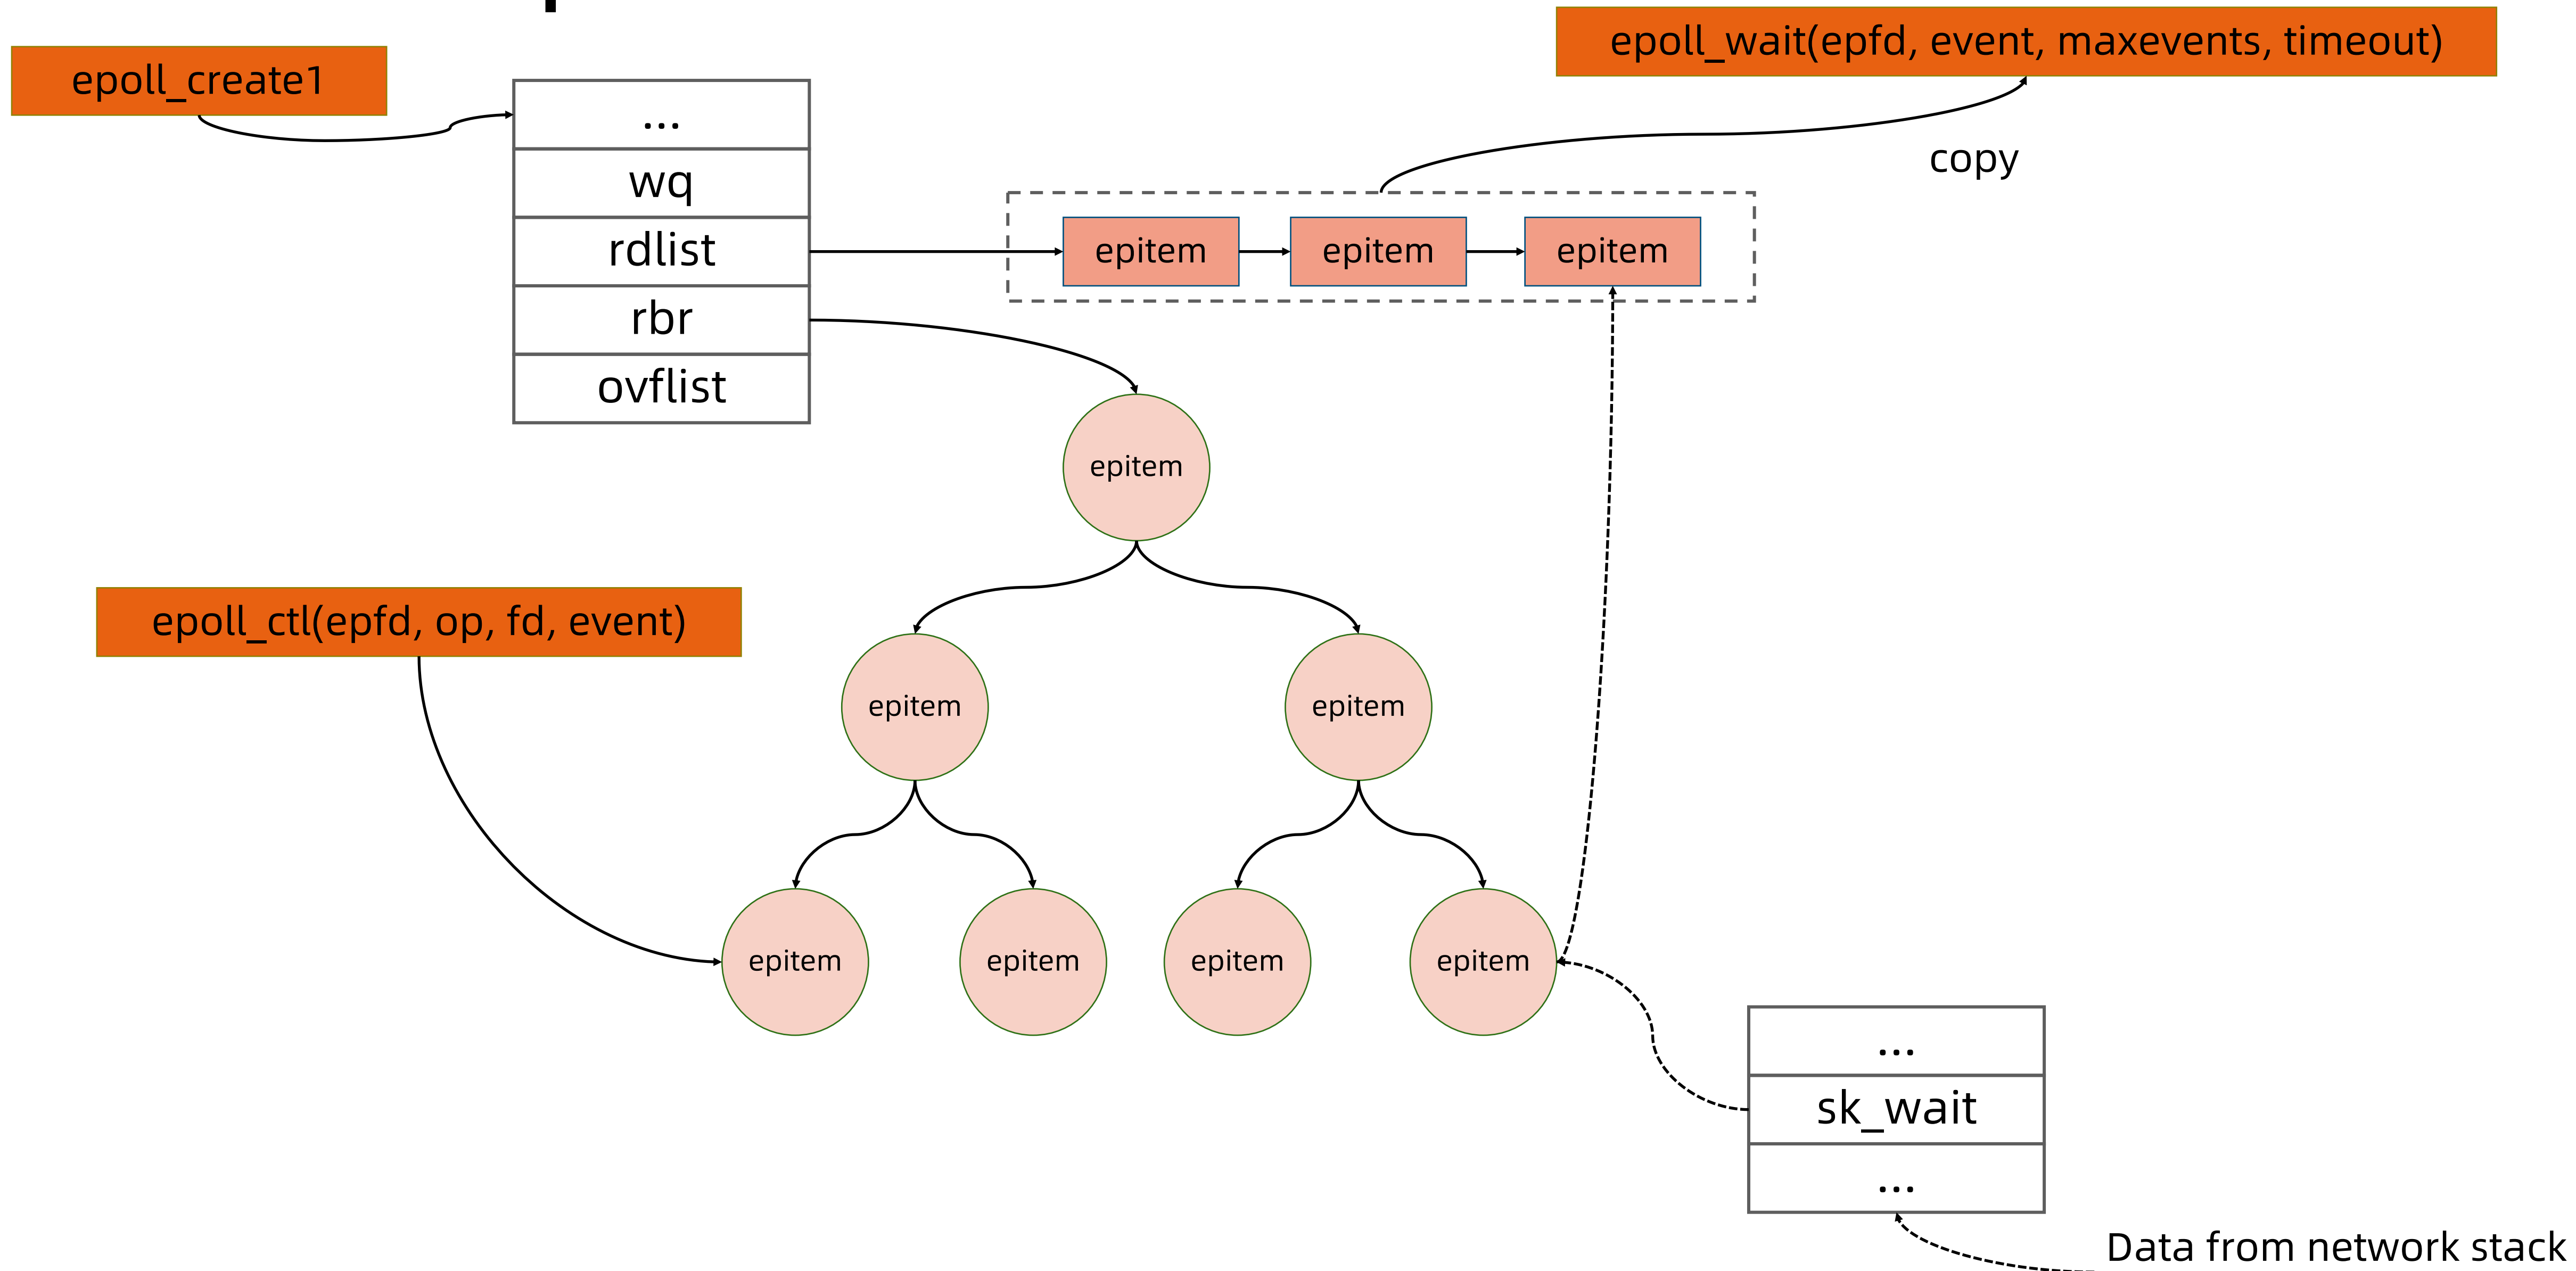 epoll_create1
epoll_wait(epfd, event, maxevents, timeout)
...
wq
rdlist
rbr
ovflist
copy
epitem
epitem
epitem
epitem
epoll_ctl(epfd, op, fd, event)
epitem
epitem
epitem
epitem
epitem
epitem
...
sk_wait
...
Data from network stack